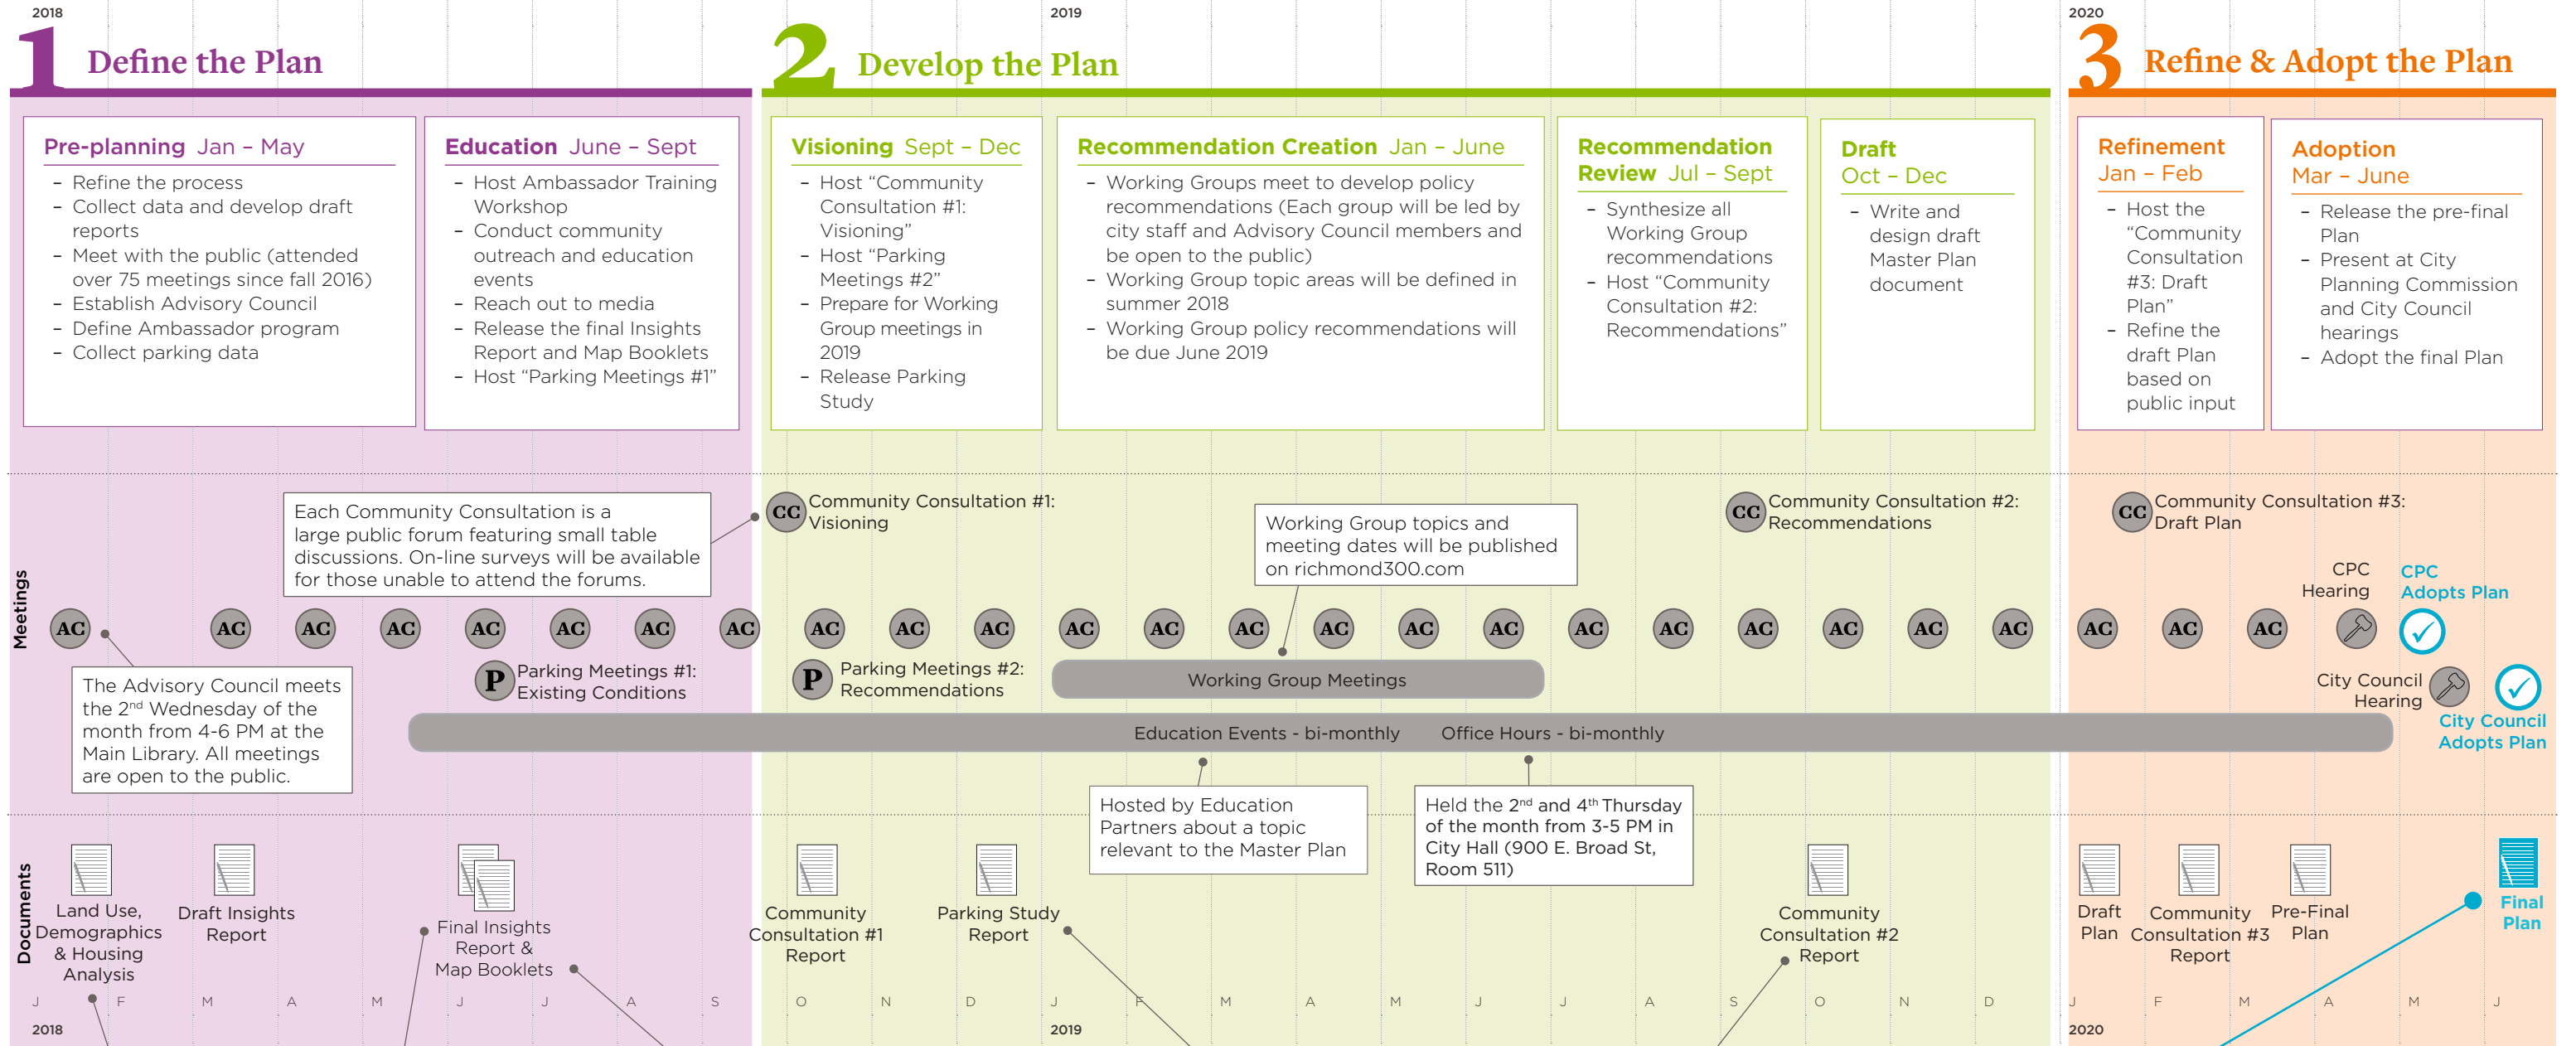 2018
2019
2020
1 Define the Plan
2 Develop the Plan
3 Refine & Adopt the Plan
Pre-planning Jan – May
– Refine the process
– Collect data and develop draft
reports
– Meet with the public (attended
over 75 meetings since fall 2016)
– Establish Advisory Council
– Define Ambassador program
– Collect parking data
Education June – Sept
– Host Ambassador Training
Workshop
– Conduct community
outreach and education
events
– Reach out to media
– Release the final Insights
Report and Map Booklets
– Host “Parking Meetings #1”
Visioning Sept – Dec
– Host “Community
Consultation #1:
Visioning”
– Host “Parking
Meetings #2”
– Prepare for Working
Group meetings in
2019
– Release Parking
Study
Recommendation Creation Jan – June
– Working Groups meet to develop policy
recommendations (Each group will be led by
city staff and Advisory Council members and
be open to the public)
– Working Group topic areas will be defined in
summer 2018
– Working Group policy recommendations will
be due June 2019
Recommendation
Review Jul – Sept
– Synthesize all
Working Group
recommendations
– Host “Community
Consultation #2:
Recommendations”
Draft
Oct – Dec
– Write and
design draft
Master Plan
document
Refinement
Jan – Feb
– Host the
“Community
Consultation
#3: Draft
Plan”
– Refine the
draft Plan
based on
public input
Adoption
Mar – June
– Release the pre-final
Plan
– Present at City
Planning Commission
and City Council
hearings
– Adopt the final Plan
Meetings
Each Community Consultation is a
large public forum featuring small table
discussions. On-line surveys will be available
for those unable to attend the forums.
CC Community Consultation #1:
Visioning
Working Group topics and
meeting dates will be published
on richmond300.com
CC Community Consultation #2:
Recommendations
CC Community Consultation #3:
Draft Plan
CPC
Hearing
CPC
Adopts Plan
AC AC AC AC AC AC AC AC AC AC AC AC AC AC AC AC AC AC AC AC AC AC AC AC AC AC
The Advisory Council meets
the 2nd Wednesday of the
month from 4-6 PM at the
Main Library. All meetings
are open to the public.
P Parking Meetings #1:
Existing Conditions
P Parking Meetings #2:
Recommendations
Working Group Meetings
City Council
Hearing
City Council
Adopts Plan
Education Events - bi-monthly Office Hours - bi-monthly
Hosted by Education
Partners about a topic
relevant to the Master Plan
Held the 2nd and 4th Thursday
of the month from 3-5 PM in
City Hall (900 E. Broad St,
Room 511)
Documents
Land Use,
Demographics
& Housing
Analysis
Draft Insights
Report
Final Insights
Report &
Map Booklets
Community
Consultation #1
Report
Parking Study
Report
Community
Consultation #2
Report
Draft
Plan
Community
Consultation #3
Report
Pre-Final
Plan
Final
Plan
J F M A M J J A S O N D J F M A M J J A S O N D J F M A M J
2018
2019
2020